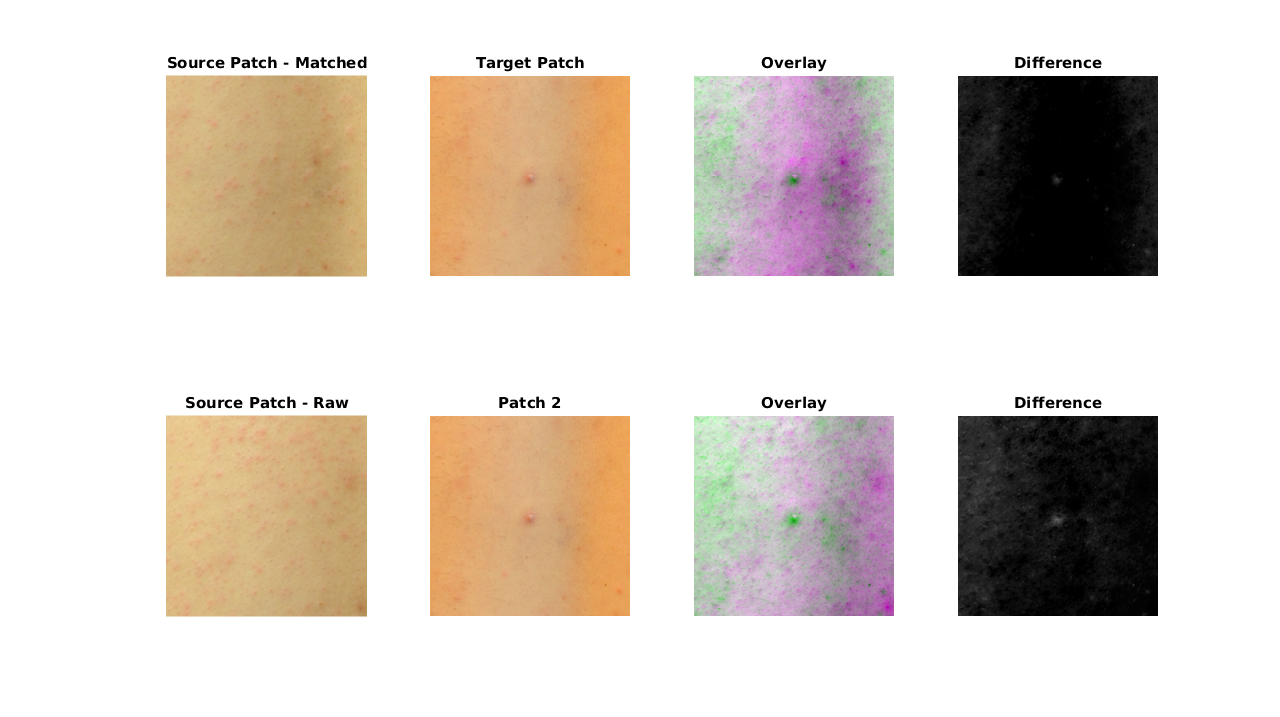 Source Patch - Matched
Target Patch
Overlay
Difference
Source Patch - Raw
Patch 2
Overlay
Difference